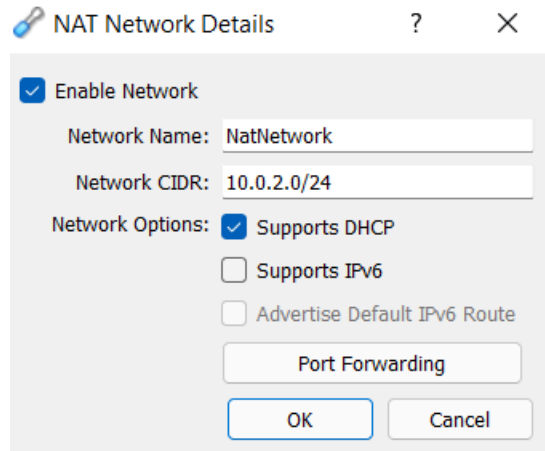 NAT Network Details ? X
Enable Network
Network Name: NatNetwork
Network CIDR: 10.0.2.0/24
Network Options: Supports DHCP
Supports IPv6
Advertise Default IPv6 Route
Port Forwarding
OK Cancel